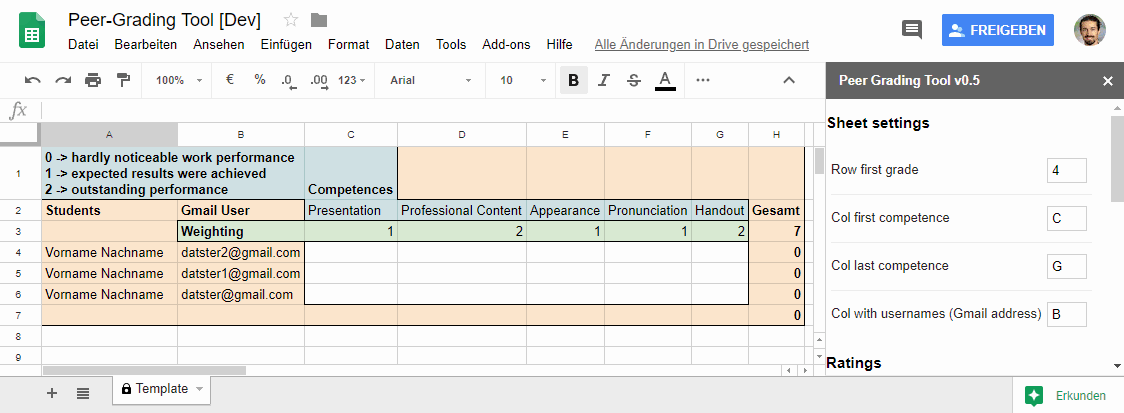 Peer-Grading Tool [Dev]
Datei Bearbeiten Ansehen Einfügen Format Daten Tools Add-ons Hilfe Alle Änderungen in Drive gespeichert
FREIGEBEN
100% € % .0 .00 123 Arial 10 B I S A
fx
Peer Grading Tool v0.5
Sheet settings
Row first grade 4
Col first competence C
Col last competence G
Col with usernames (Gmail address) B
Ratings
A B C D E F G H
1 0 -> hardly noticeable work performance
1 -> expected results were achieved
2 -> outstanding performance Competences
2 Students Gmail User Presentation Professional Content Appearance Pronunciation Handout Gesamt
3 Weighting 1 2 1 1 2 7
4 Vorname Nachname datster2@gmail.com 0
5 Vorname Nachname datster1@gmail.com 0
6 Vorname Nachname datster@gmail.com 0
7 0
8
9
Template
Erkunden